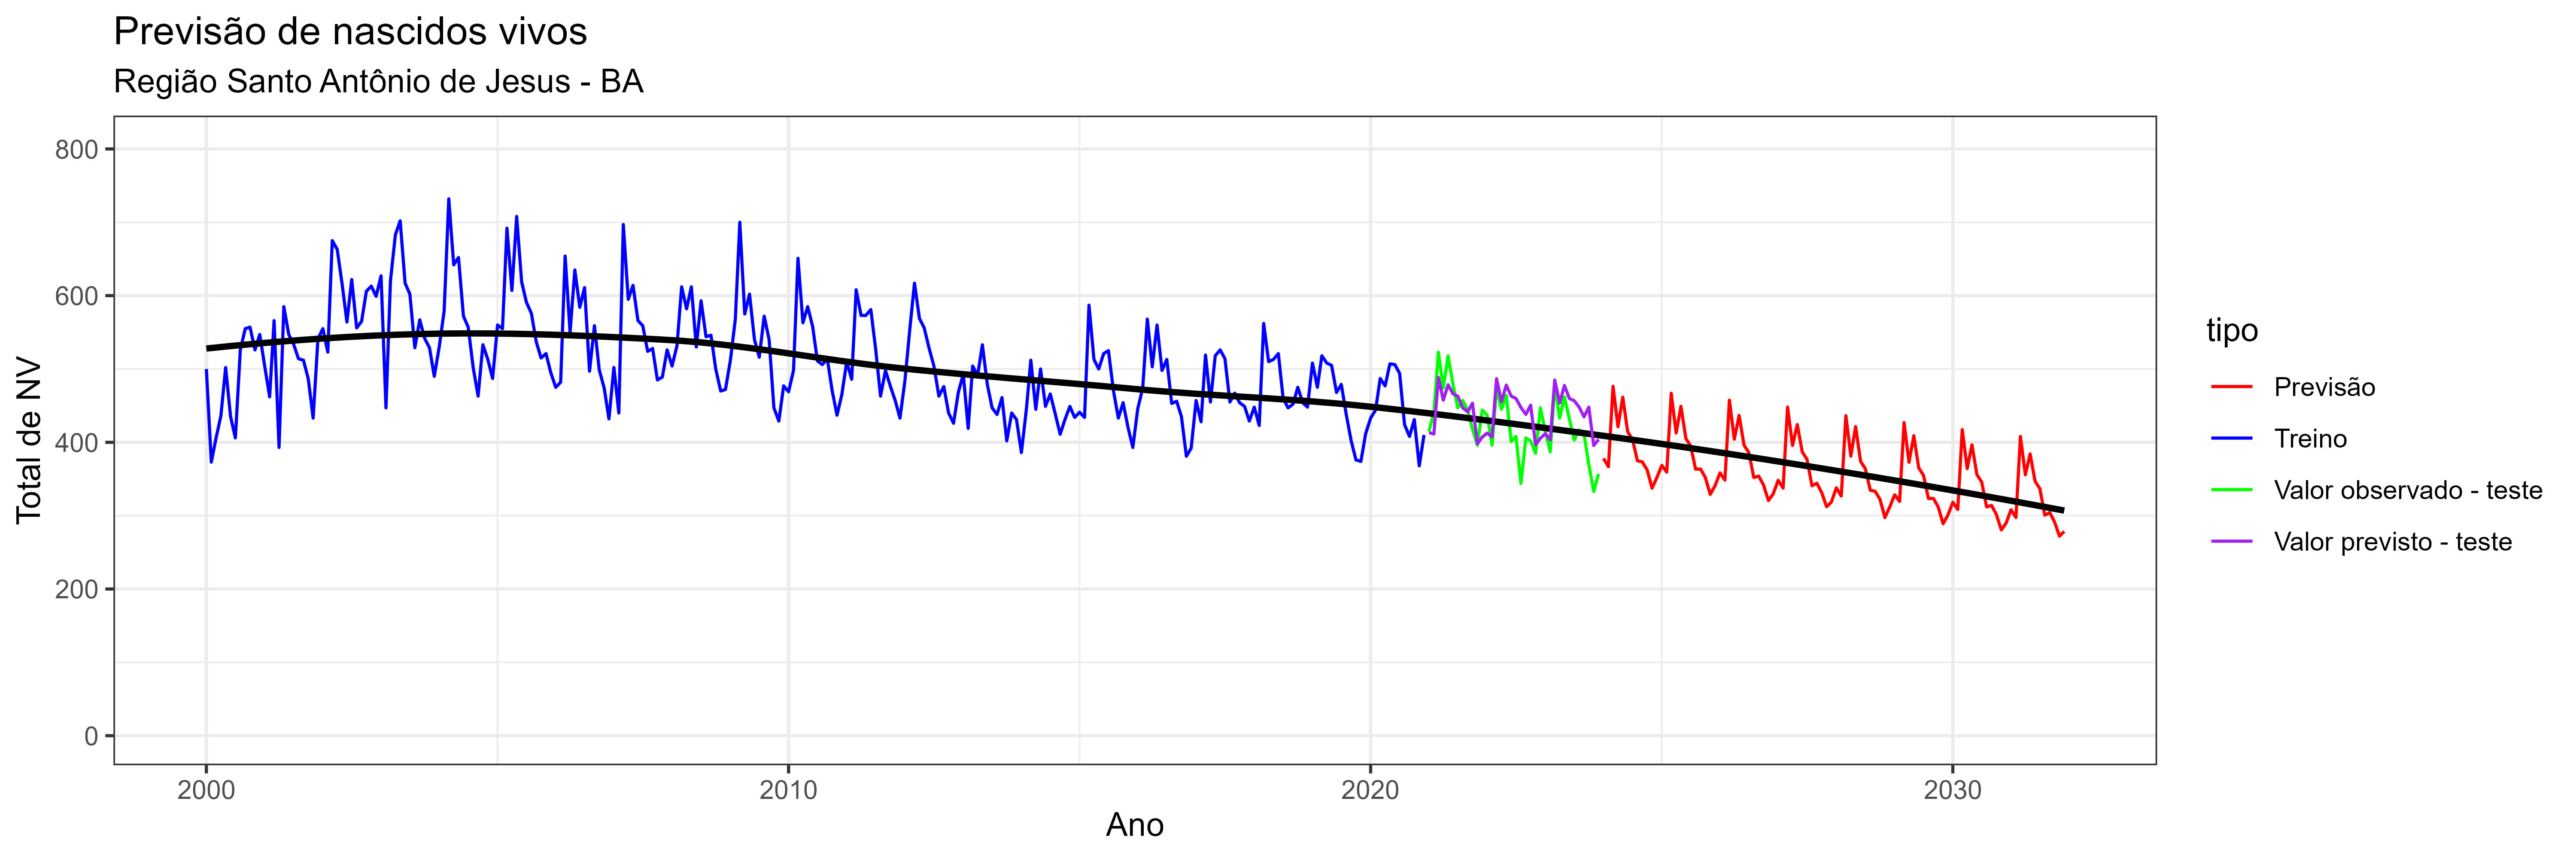 Previsão de nascidos vivos
Região Santo Antônio de Jesus - BA
Total de NV
800
600
400
200
0
2000
2010
2020
2030
Ano
tipo
Previsão
Treino
Valor observado - teste
Valor previsto - teste